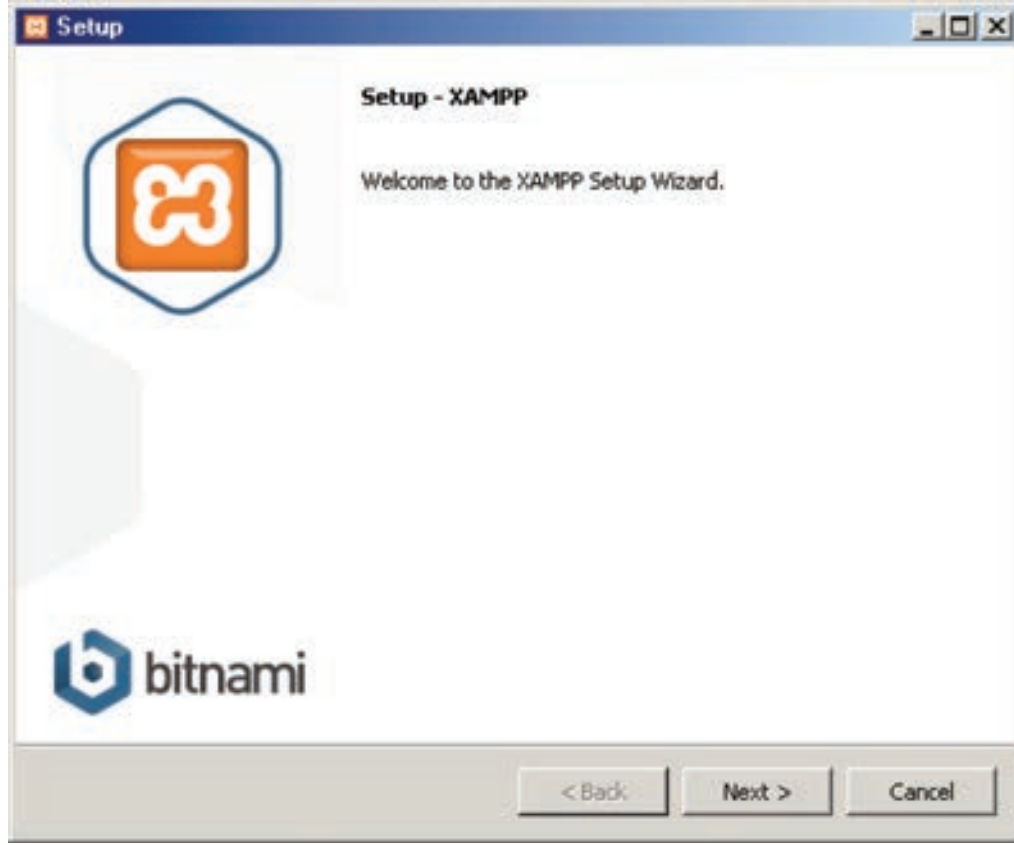 Setup
Setup - XAMPP
Welcome to the XAMPP Setup Wizard.
bitnami
< Back
Next >
Cancel